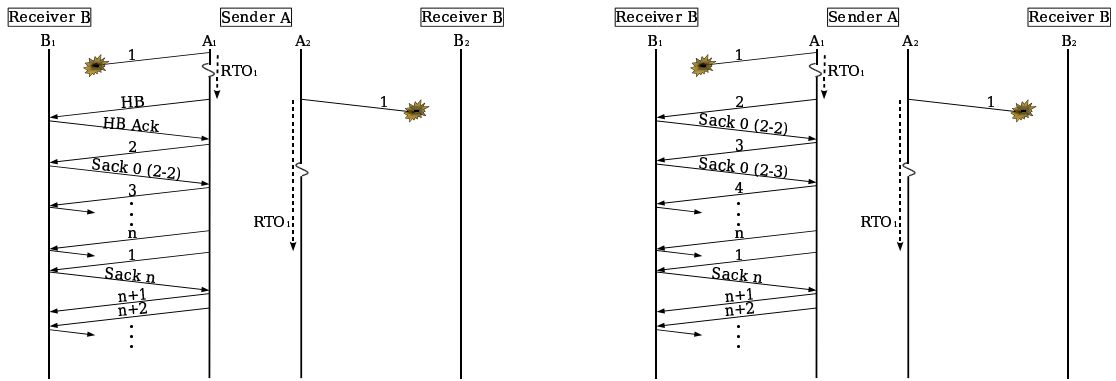 Receiver B
Sender A
Receiver B
B₁
A₁
A₂
B₂
1
RTO₁
HB
1
HB Ack
2
Sack 0 (2-2)
3
RTO₁
n
1
Sack n
n+1
n+2
Receiver B
Sender A
Receiver B
B₁
A₁
A₂
B₂
1
RTO₁
2
1
Sack 0 (2-2)
3
Sack 0 (2-3)
4
RTO₁
n
1
Sack n
n+1
n+2